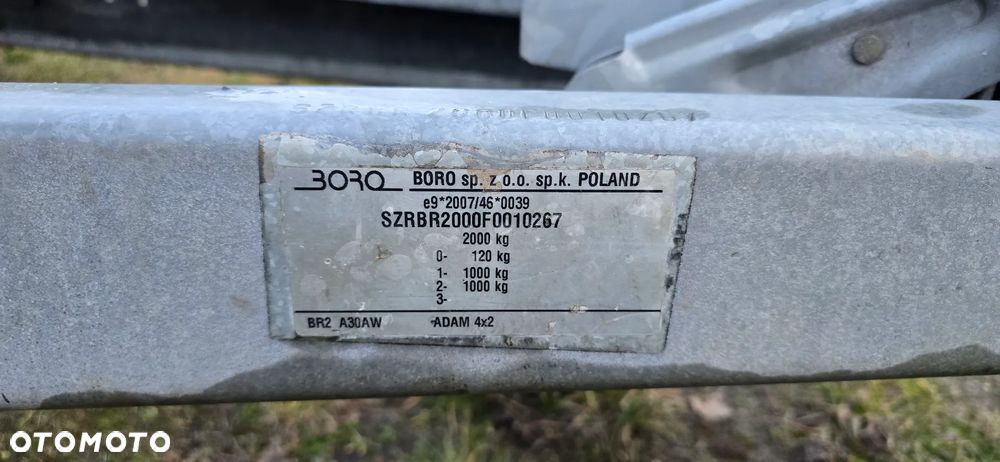 BORO BORO sp. z o.o. sp.k. POLAND
e9*2007/46*0039
SZRBR2000F0010267
2000 kg
0- 120 kg
1- 1000 kg
2- 1000 kg
3-
BR2_A30AW ADAM 4x2
OTOMOTO